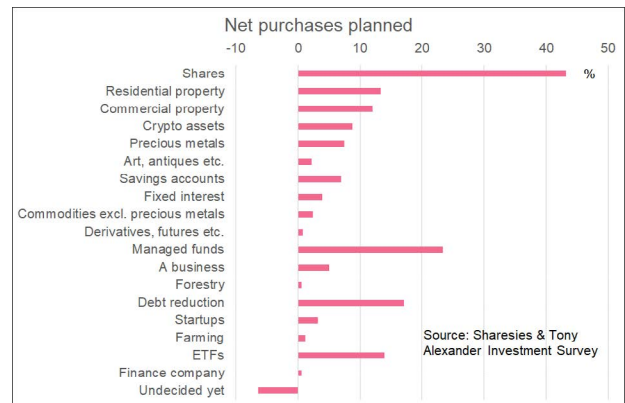 Net purchases planned
-10 0 10 20 30 40 50
Shares
%
Residential property
Commercial property
Crypto assets
Precious metals
Art, antiques etc.
Savings accounts
Fixed interest
Commodities excl. precious metals
Derivatives, futures etc.
Managed funds
A business
Forestry
Debt reduction
Startups
Farming
ETFs
Finance company
Undecided yet
Source: Sharesies & Tony
Alexander Investment Survey